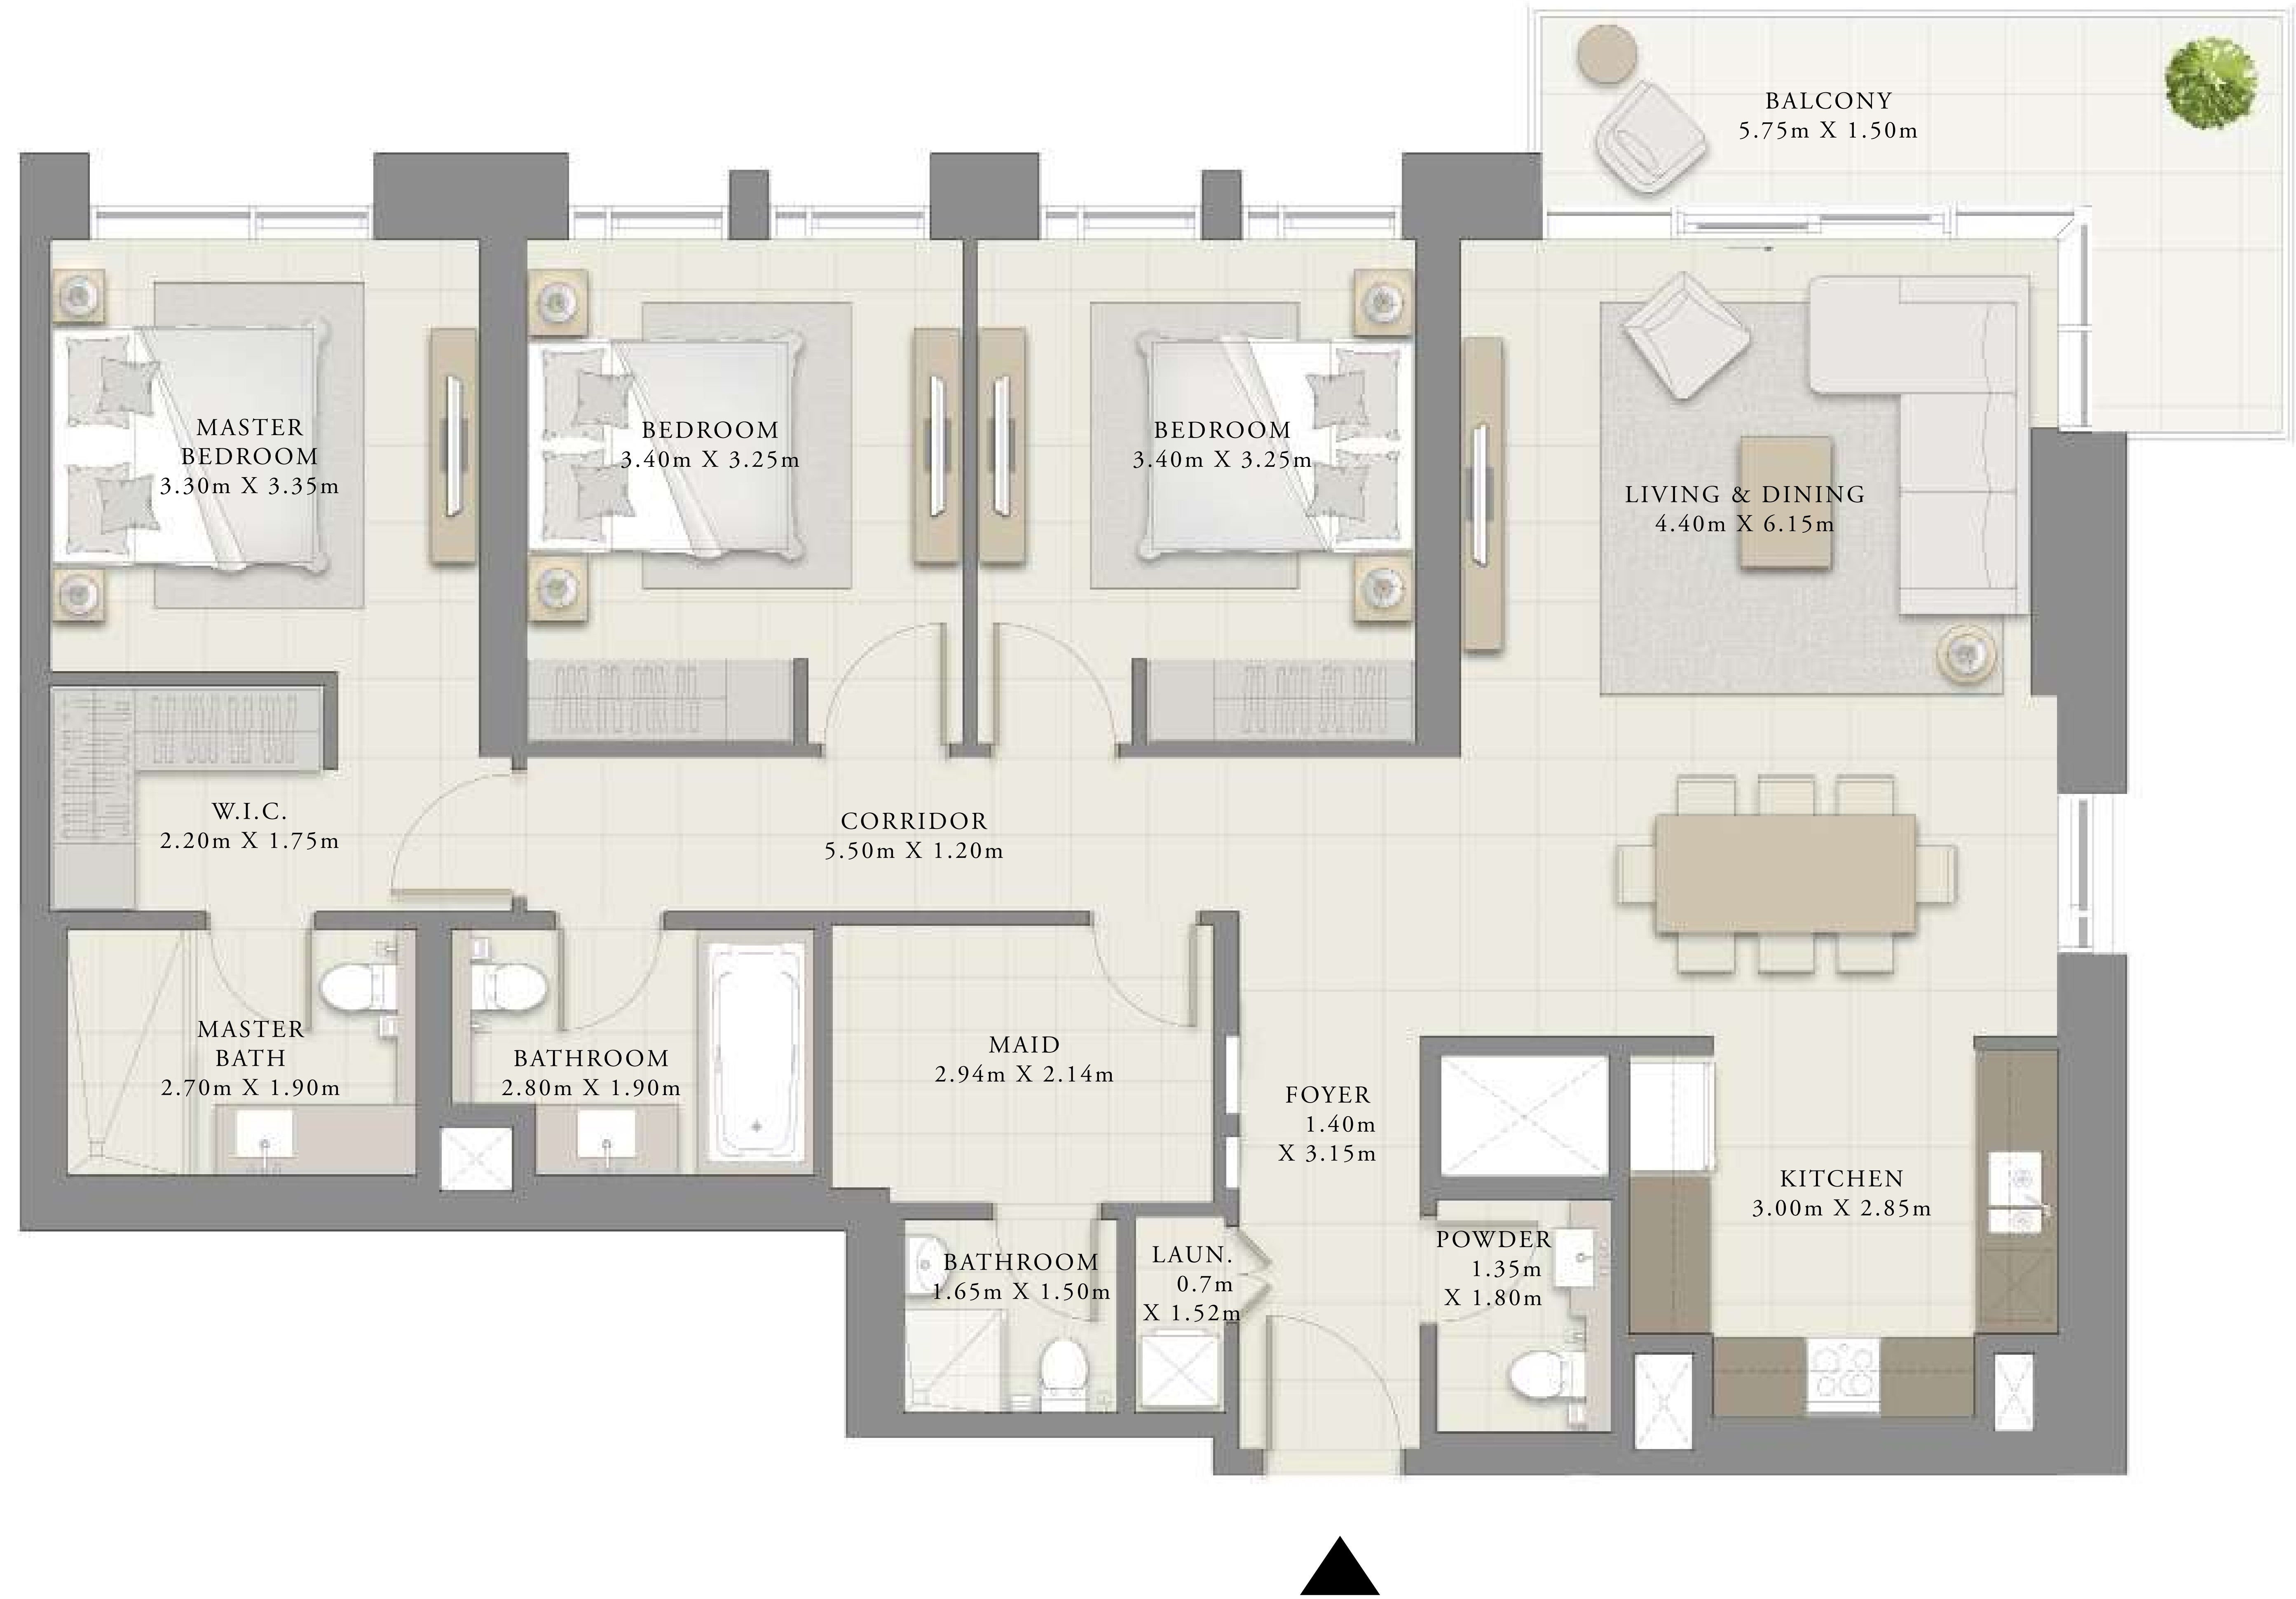 BALCONY
5.75m X 1.50m
MASTER
BEDROOM
3.30m X 3.35m
BEDROOM
3.40m X 3.25m
BEDROOM
3.40m X 3.25m
LIVING & DINING
4.40m X 6.15m
W.I.C.
2.20m X 1.75m
CORRIDOR
5.50m X 1.20m
MASTER
BATH
2.70m X 1.90m
BATHROOM
2.80m X 1.90m
MAID
2.94m X 2.14m
FOYER
1.40m
X 3.15m
KITCHEN
3.00m X 2.85m
BATHROOM
1.65m X 1.50m
LAUN.
0.7m
X 1.52m
POWDER
1.35m
X 1.80m